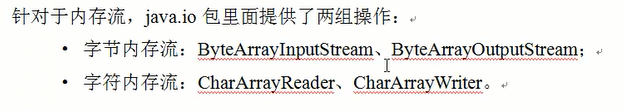 针对于内存流，java.io 包里面提供了两组操作：
• 字节内存流：ByteArrayInputStream、ByteArrayOutputStream；
• 字符内存流：CharArrayReader、CharArrayWriter。